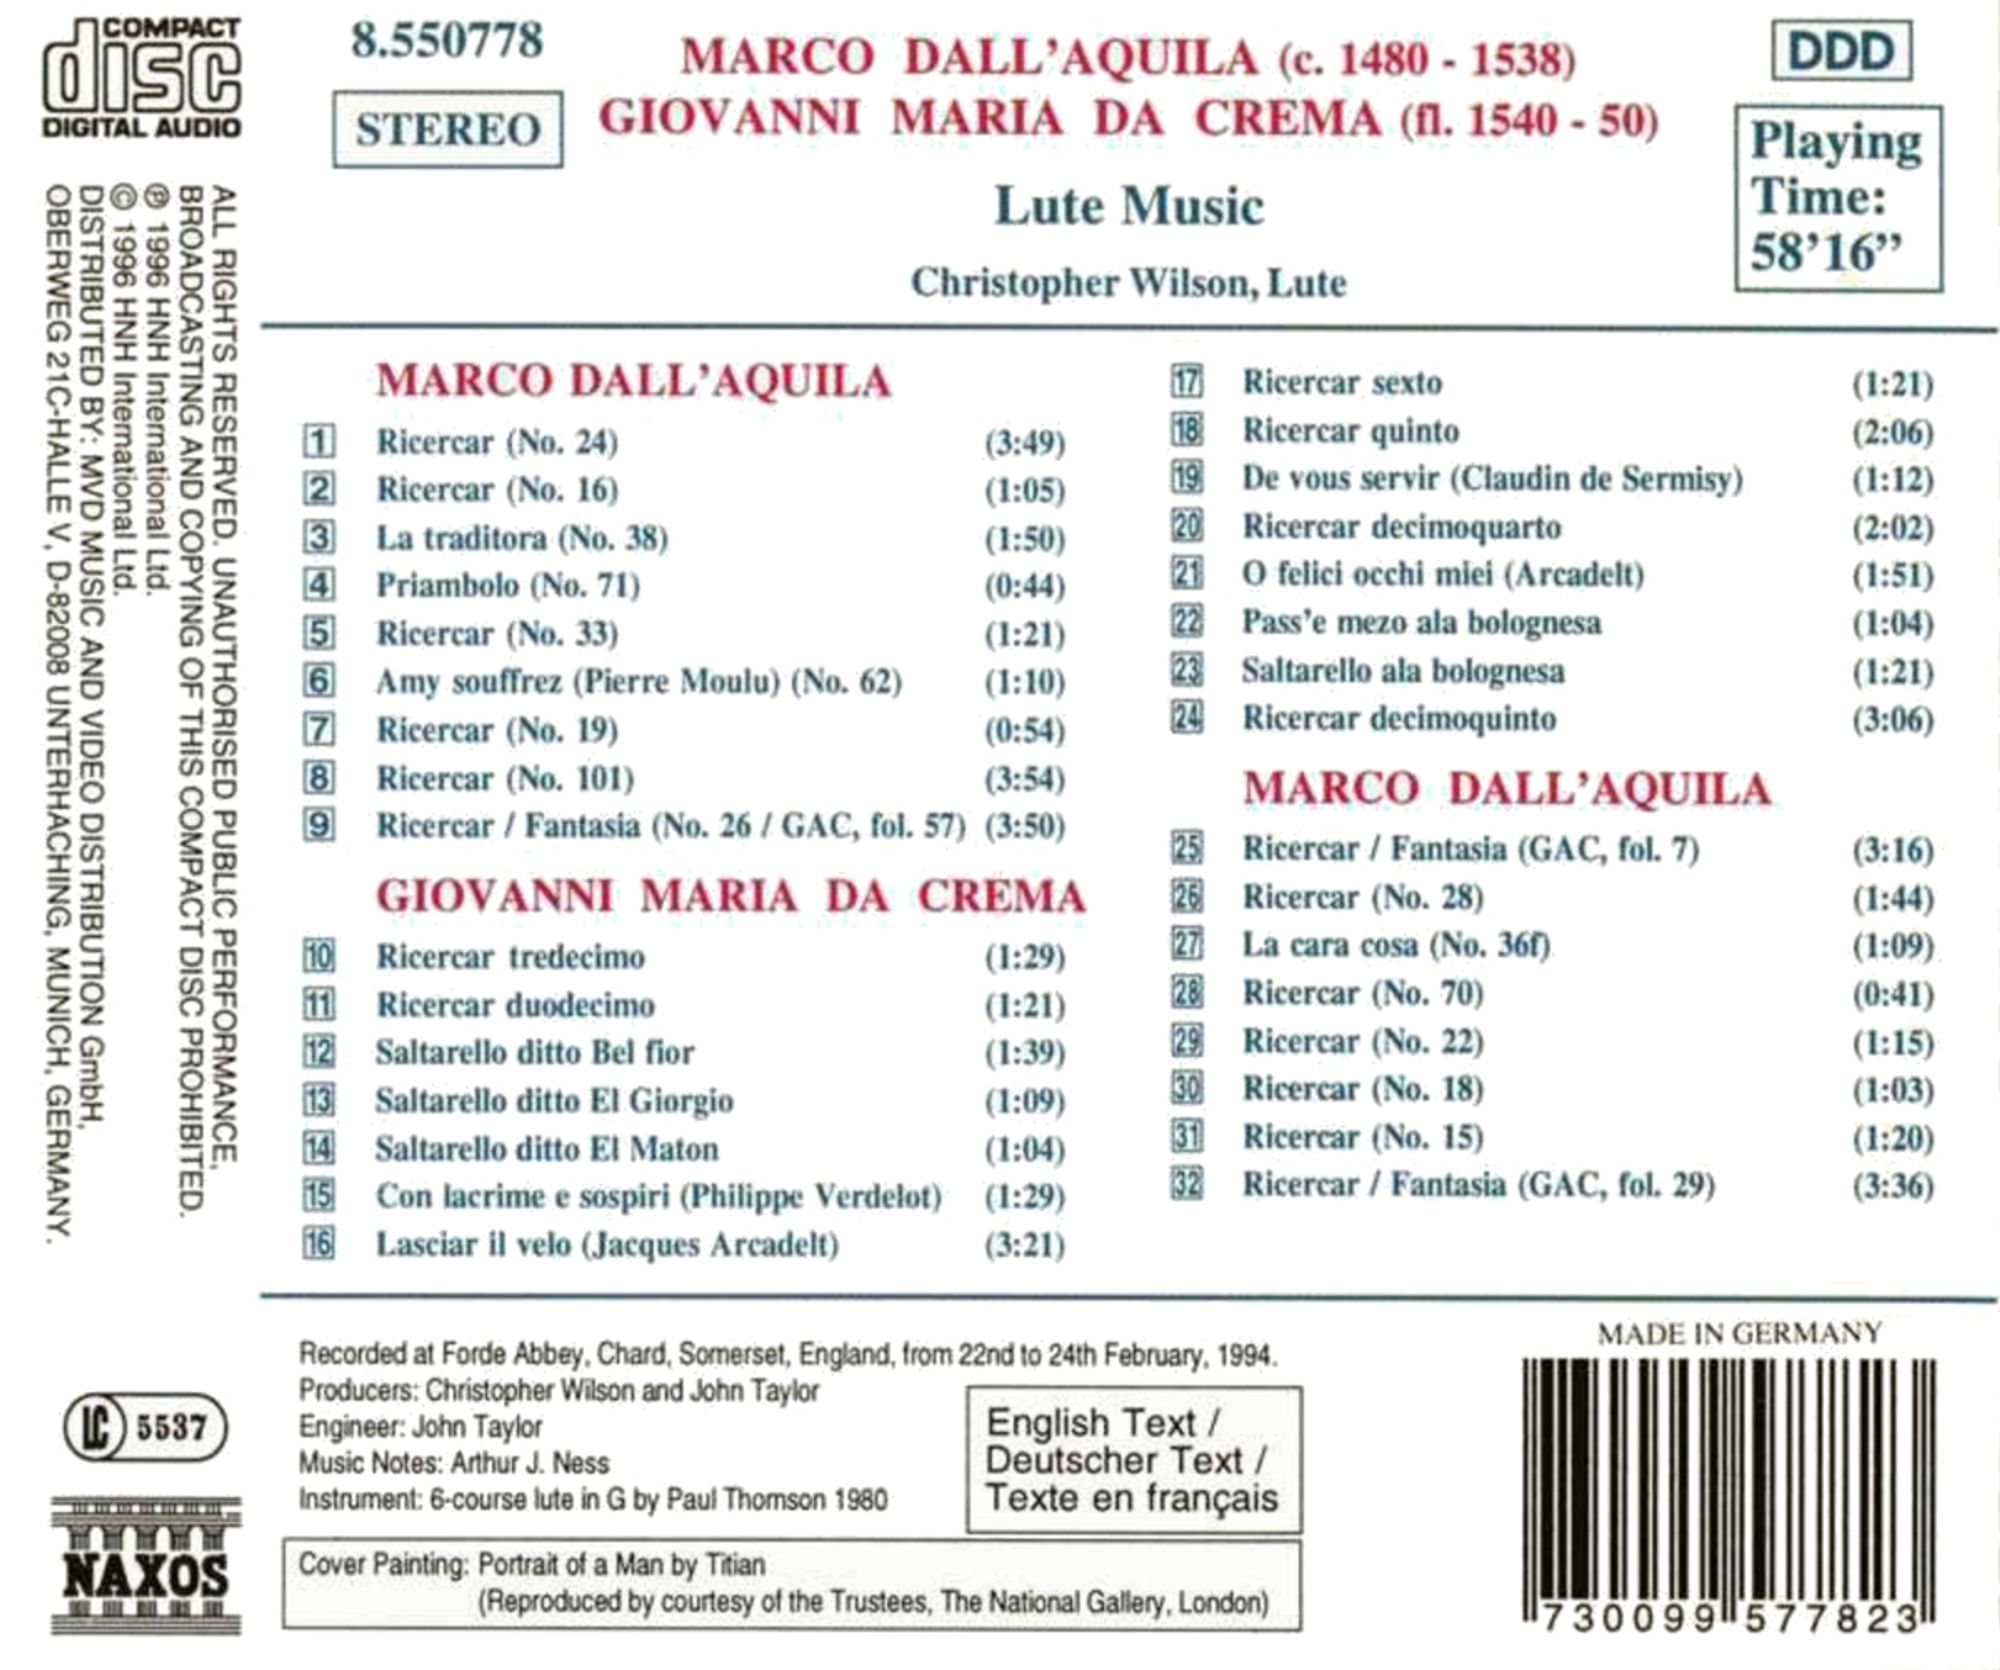 COMPACT
disc
DIGITAL AUDIO
8.550778
STEREO
MARCO DALL'AQUILA (c. 1480 - 1538)
GIOVANNI MARIA DA CREMA (fl. 1540 - 50)
Lute Music
Christopher Wilson, Lute
DDD
Playing
Time:
58'16”
ALL RIGHTS RESERVED. UNAUTHORISED PUBLIC PERFORMANCE,
BROADCASTING AND COPYING OF THIS COMPACT DISC PROHIBITED.
℗ 1996 HNH International Ltd.
© 1996 HNH International Ltd.
DISTRIBUTED BY: MVD MUSIC AND VIDEO DISTRIBUTION GmbH,
OBERWEG 21C-HALLE V, D-82008 UNTERHACHING, MUNICH, GERMANY.
MARCO DALL'AQUILA
1 Ricercar (No. 24) (3:49)
2 Ricercar (No. 16) (1:05)
3 La traditora (No. 38) (1:50)
4 Priambolo (No. 71) (0:44)
5 Ricercar (No. 33) (1:21)
6 Amy souffrez (Pierre Moulu) (No. 62) (1:10)
7 Ricercar (No. 19) (0:54)
8 Ricercar (No. 101) (3:54)
9 Ricercar / Fantasia (No. 26 / GAC, fol. 57) (3:50)
GIOVANNI MARIA DA CREMA
10 Ricercar tredecimo (1:29)
11 Ricercar duodecimo (1:21)
12 Saltarello ditto Bel fior (1:39)
13 Saltarello ditto El Giorgio (1:09)
14 Saltarello ditto El Maton (1:04)
15 Con lacrime e sospiri (Philippe Verdelot) (1:29)
16 Lasciar il velo (Jacques Arcadelt) (3:21)
17 Ricercar sexto (1:21)
18 Ricercar quinto (2:06)
19 De vous servir (Claudin de Sermisy) (1:12)
20 Ricercar decimoquarto (2:02)
21 O felici occhi miei (Arcadelt) (1:51)
22 Pass'e mezo ala bolognesa (1:04)
23 Saltarello ala bolognesa (1:21)
24 Ricercar decimoquinto (3:06)
MARCO DALL'AQUILA
25 Ricercar / Fantasia (GAC, fol. 7) (3:16)
26 Ricercar (No. 28) (1:44)
27 La cara cosa (No. 36f) (1:09)
28 Ricercar (No. 70) (0:41)
29 Ricercar (No. 22) (1:15)
30 Ricercar (No. 18) (1:03)
31 Ricercar (No. 15) (1:20)
32 Ricercar / Fantasia (GAC, fol. 29) (3:36)
LC 5537
NAXOS
Recorded at Forde Abbey, Chard, Somerset, England, from 22nd to 24th February, 1994.
Producers: Christopher Wilson and John Taylor
Engineer: John Taylor
Music Notes: Arthur J. Ness
Instrument: 6-course lute in G by Paul Thomson 1980
English Text /
Deutscher Text /
Texte en français
Cover Painting: Portrait of a Man by Titian
(Reproduced by courtesy of the Trustees, The National Gallery, London)
MADE IN GERMANY
730099 577823